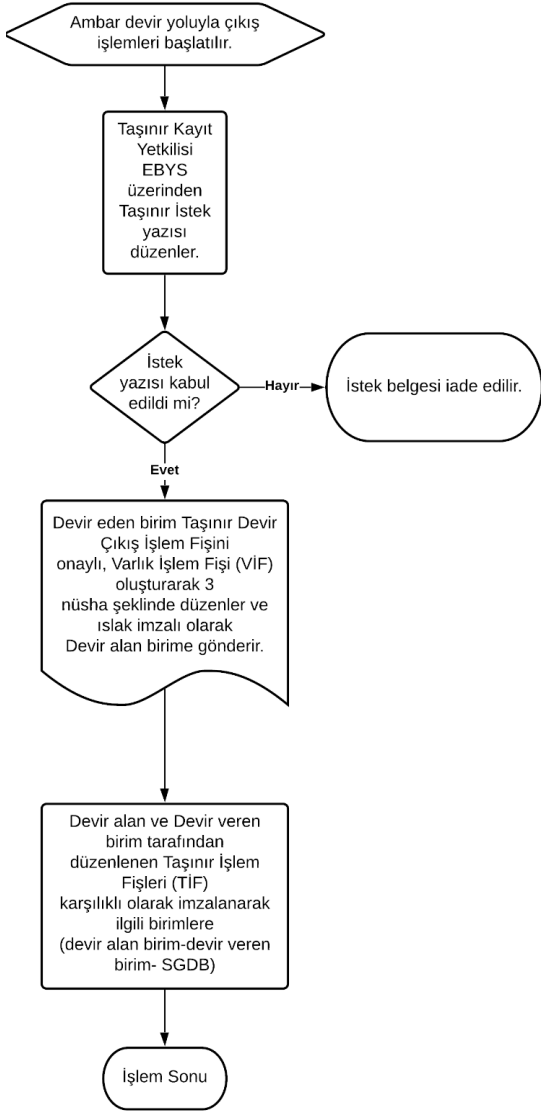 Ambar devir yoluyla çıkış
işlemleri başlatılır.
Taşınır Kayıt
Yetkilisi
EBYS
üzerinden
Taşınır İstek
yazısı
düzenler.
İstek
yazısı kabul
edildi mi?
Hayır
İstek belgesi iade edilir.
Evet
Devir eden birim Taşınır Devir
Çıkış İşlem Fişini
onaylı, Varlık İşlem Fişi (VİF)
oluşturarak 3
nüsha şeklinde düzenler ve
ıslak imzalı olarak
Devir alan birime gönderir.
Devir alan ve Devir veren
birim tarafından
düzenlenen Taşınır İşlem
Fişleri (TİF)
karşılıklı olarak imzalanarak
ilgili birimlere
(devir alan birim-devir veren
birim- SGDB)
İşlem Sonu